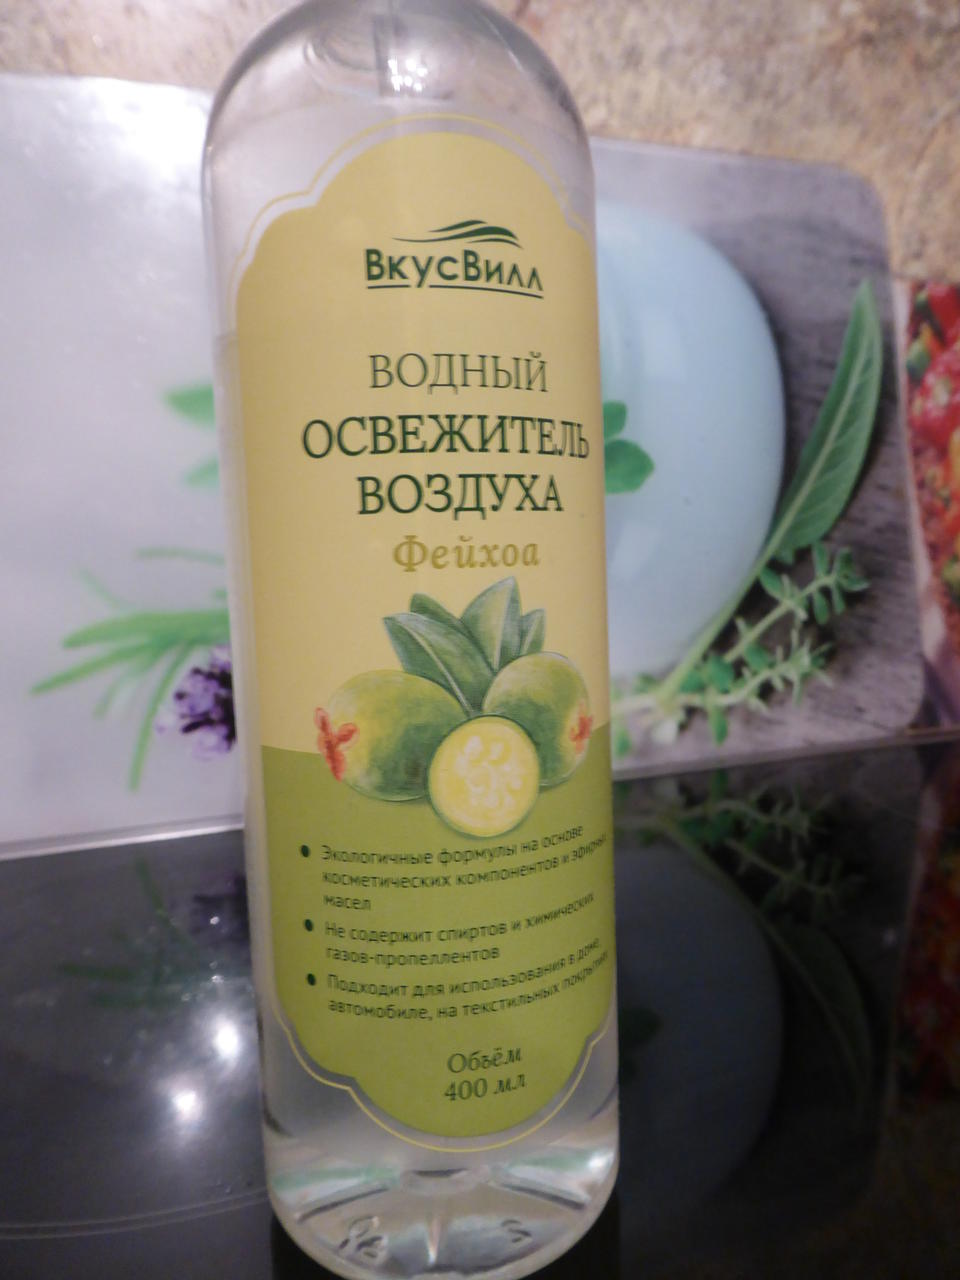 ВкусВилл
ВОДНЫЙ
ОСВЕЖИТЕЛЬ
ВОЗДУХА
Фейхоа
• Экологичные формулы на основе
косметических компонентов и эфирных
масел
• Не содержит спиртов и химических
газов-пропеллентов
• Подходит для использования в доме,
автомобиле, на текстильных покрытиях
Объём
400 мл